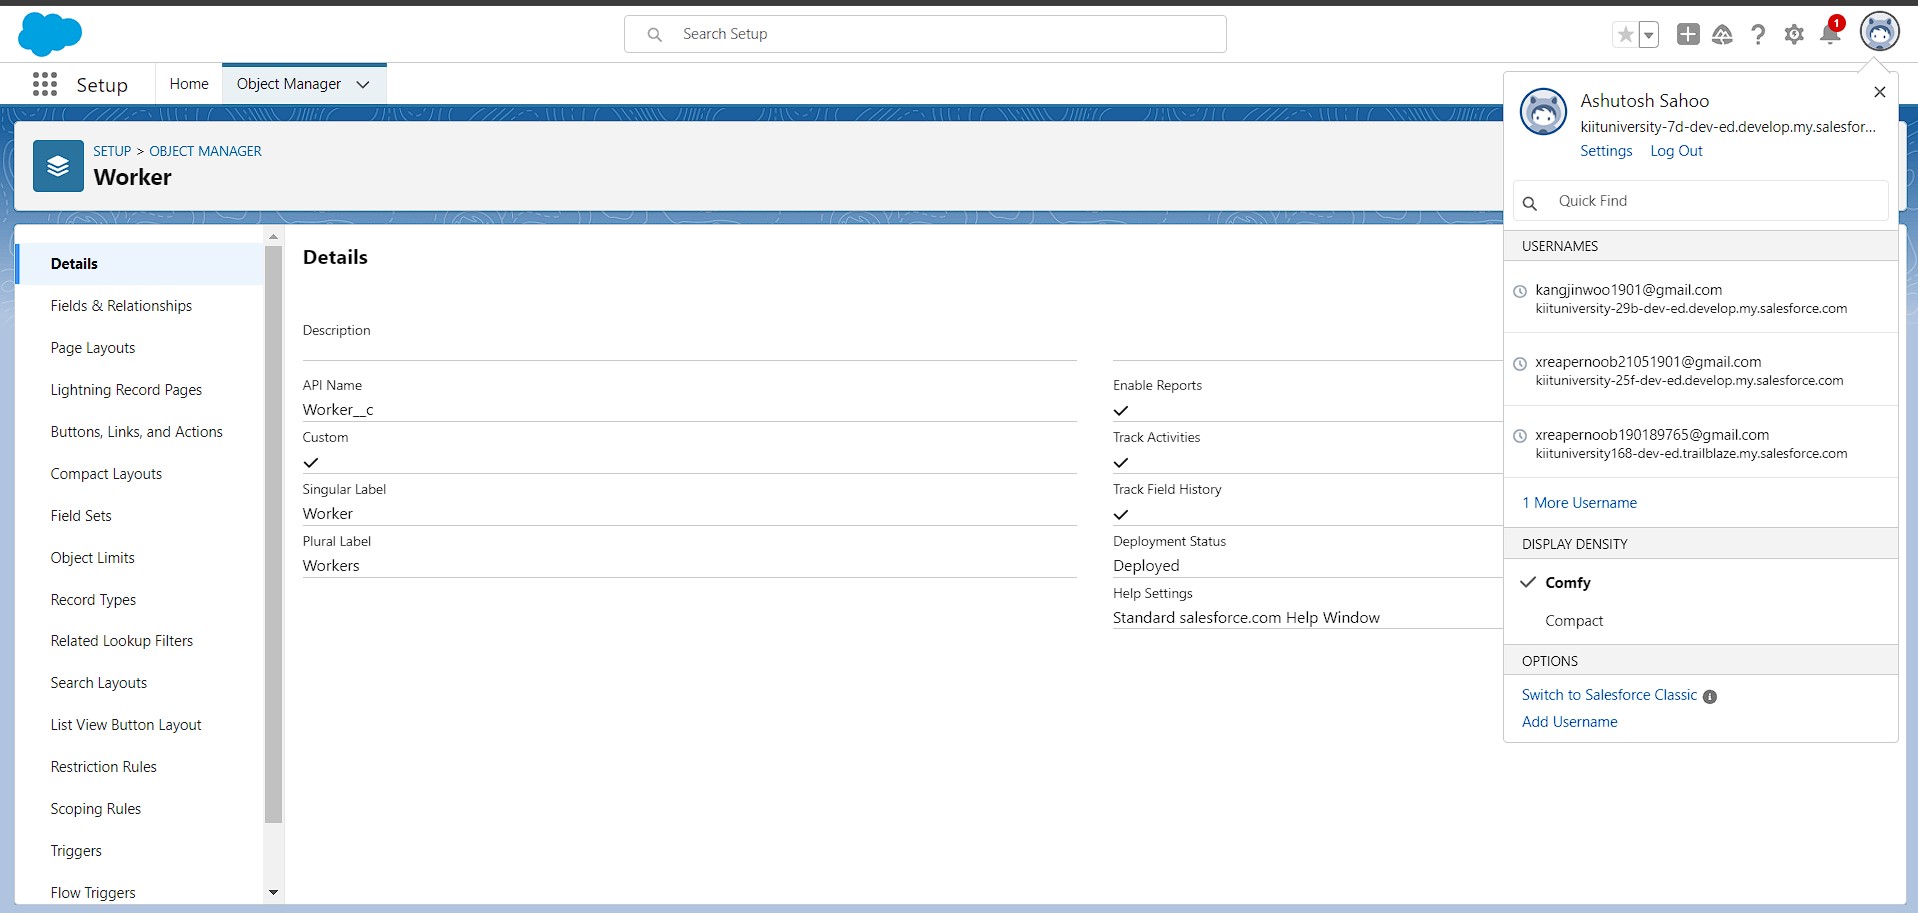 Search Setup
1
Setup
Home
Object Manager
SETUP > OBJECT MANAGER
Worker
Details
Fields & Relationships
Page Layouts
Lightning Record Pages
Buttons, Links, and Actions
Compact Layouts
Field Sets
Object Limits
Record Types
Related Lookup Filters
Search Layouts
List View Button Layout
Restriction Rules
Scoping Rules
Triggers
Flow Triggers
Details
Description
API Name
Worker__c
Custom
Singular Label
Worker
Plural Label
Workers
Enable Reports
Track Activities
Track Field History
Deployment Status
Deployed
Help Settings
Standard salesforce.com Help Window
Ashutosh Sahoo
kiituniversity-7d-dev-ed.develop.my.salesfor...
Settings Log Out
Quick Find
USERNAMES
kangjinwoo1901@gmail.com
kiituniversity-29b-dev-ed.develop.my.salesforce.com
xreapernoob21051901@gmail.com
kiituniversity-25f-dev-ed.develop.my.salesforce.com
xreapernoob190189765@gmail.com
kiituniversity168-dev-ed.trailblaze.my.salesforce.com
1 More Username
DISPLAY DENSITY
Comfy
Compact
OPTIONS
Switch to Salesforce Classic
Add Username